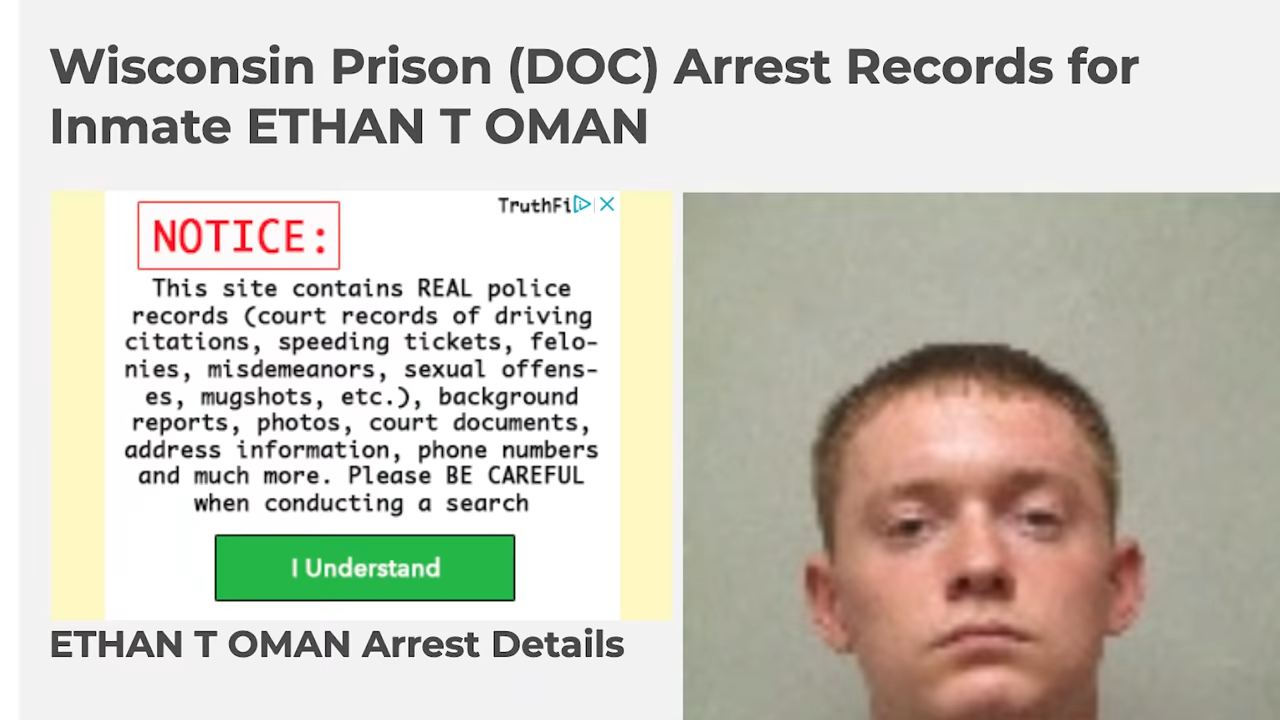 Wisconsin Prison (DOC) Arrest Records for
Inmate ETHAN T OMAN
TruthFi
NOTICE:
This site contains REAL police
records (court records of driving
citations, speeding tickets, felo-
nies, misdemeanors, sexual offens-
es, mugshots, etc.), background
reports, photos, court documents,
address information, phone numbers
and much more. Please BE CAREFUL
when conducting a search
I Understand
ETHAN T OMAN Arrest Details